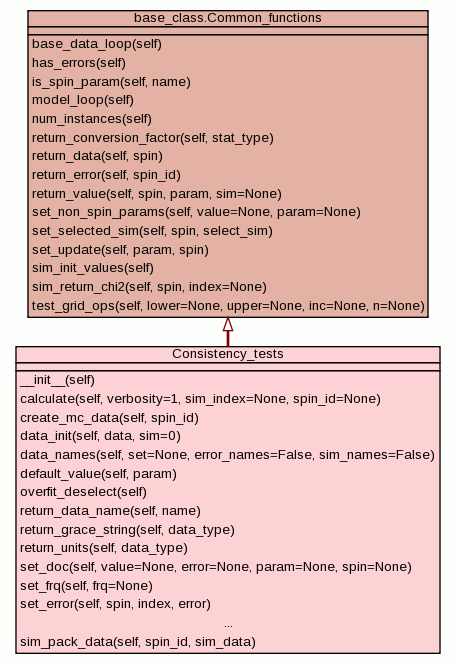 base_class.Common_functions
base_data_loop(self)
has_errors(self)
is_spin_param(self, name)
model_loop(self)
num_instances(self)
return_conversion_factor(self, stat_type)
return_data(self, spin)
return_error(self, spin_id)
return_value(self, spin, param, sim=None)
set_non_spin_params(self, value=None, param=None)
set_selected_sim(self, spin, select_sim)
set_update(self, param, spin)
sim_init_values(self)
sim_return_chi2(self, spin, index=None)
test_grid_ops(self, lower=None, upper=None, inc=None, n=None)
Consistency_tests
__init__(self)
calculate(self, verbosity=1, sim_index=None, spin_id=None)
create_mc_data(self, spin_id)
data_init(self, data, sim=0)
data_names(self, set=None, error_names=False, sim_names=False)
default_value(self, param)
overfit_deselect(self)
return_data_name(self, name)
return_grace_string(self, data_type)
return_units(self, data_type)
set_doc(self, value=None, error=None, param=None, spin=None)
set_frq(self, frq=None)
set_error(self, spin, index, error)
...
sim_pack_data(self, spin_id, sim_data)